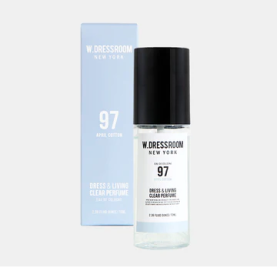 W.DRESSROOM
NEW YORK
97
APRIL COTTON
DRESS & LIVING
CLEAR PERFUME
W.DRESSROOM
NEW YORK
97
DRESS & LIVING
CLEAR PERFUME